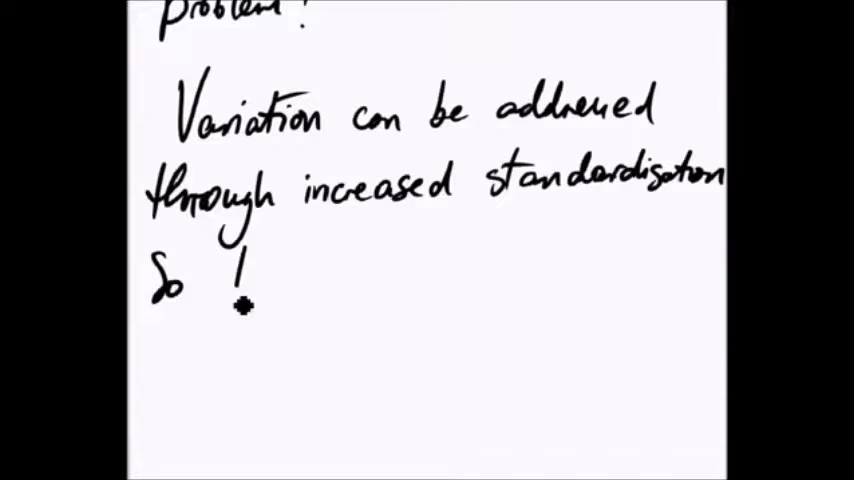 problem?
Variation can be addressed
through increased standardisation
So